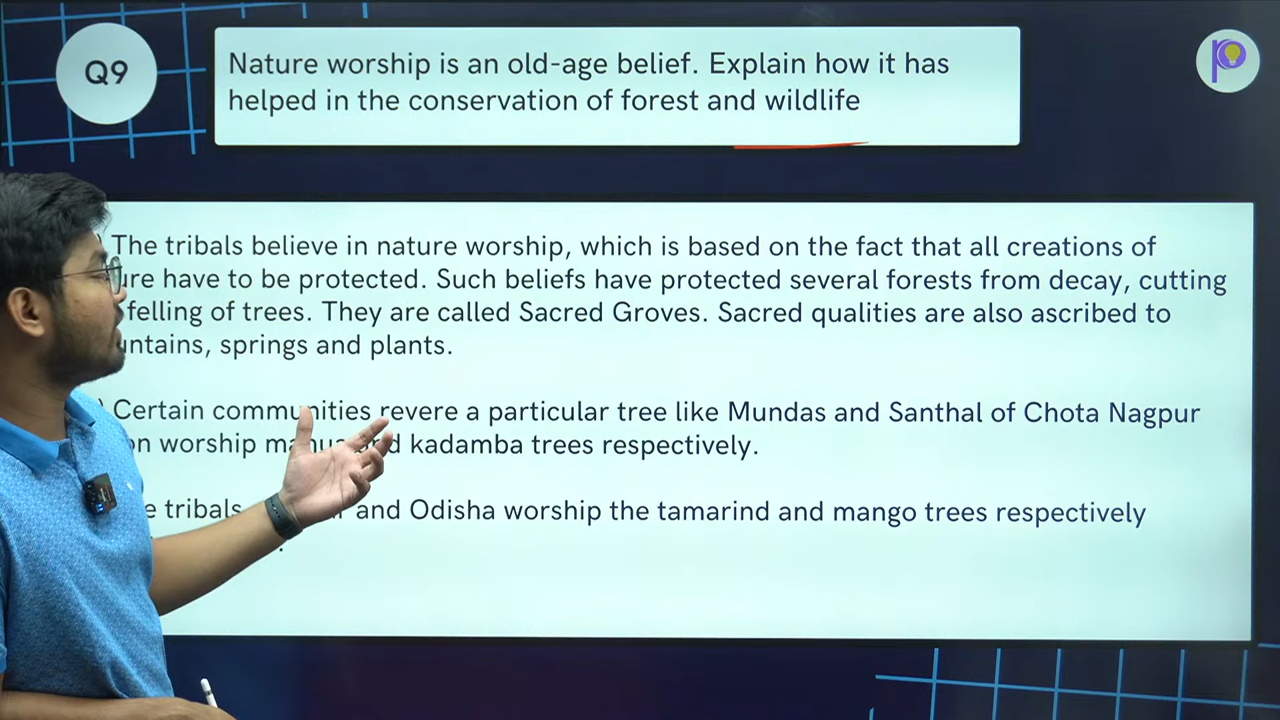 Q9
Nature worship is an old-age belief. Explain how it has
helped in the conservation of forest and wildlife
The tribals believe in nature worship, which is based on the fact that all creations of
have to be protected. Such beliefs have protected several forests from decay, cutting
felling of trees. They are called Sacred Groves. Sacred qualities are also ascribed to
springs and plants.
Certain communities revere a particular tree like Mundas and Santhal of Chota Nagpur
worship kadamba trees respectively.
tribals and Odisha worship the tamarind and mango trees respectively